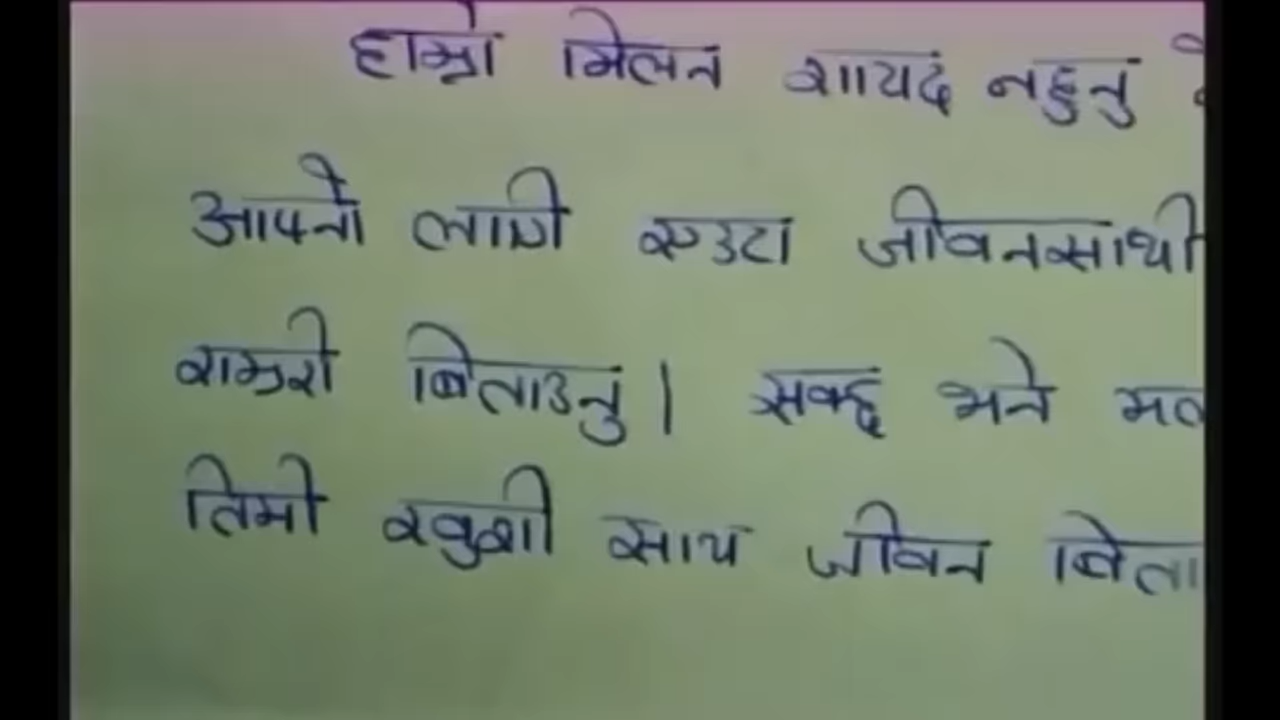 हाम्रो मिलन शायद नहुनु
आफ्नो लागी एउटा जीवनसाथी
राम्ररी बिताउनु। सक्छु भने
तिमी खुशी साथ जीवन बिता